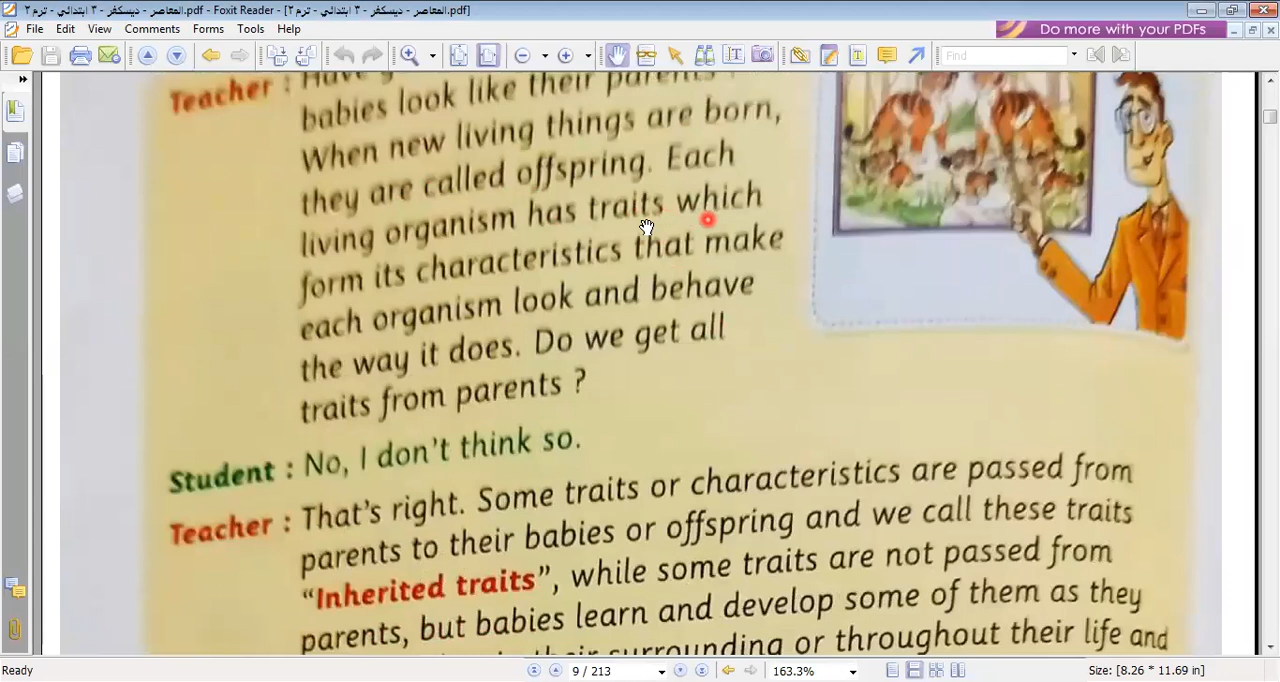 المعاصر - ديسكفر - ٣ ابتدائي - ترم ٢.pdf - Foxit Reader - [المعاصر - ديسكفر - ٣ ابتدائي - ترم ٢.pdf]
File Edit View Comments Forms Tools Help
Do more with your PDFs
Find
Teacher : Have
babies look like their parents
When new living things are born,
they are called offspring. Each
living organism has traits which
form its characteristics that make
each organism look and behave
the way it does. Do we get all
traits from parents ?
Student : No, I don't think so.
Teacher : That's right. Some traits or characteristics are passed from
parents to their babies or offspring and we call these traits
"Inherited traits", while some traits are not passed from
parents, but babies learn and develop some of them as they
their surrounding or throughout their life and
Ready
9 / 213
163.3%
Size: [8.26 * 11.69 in]